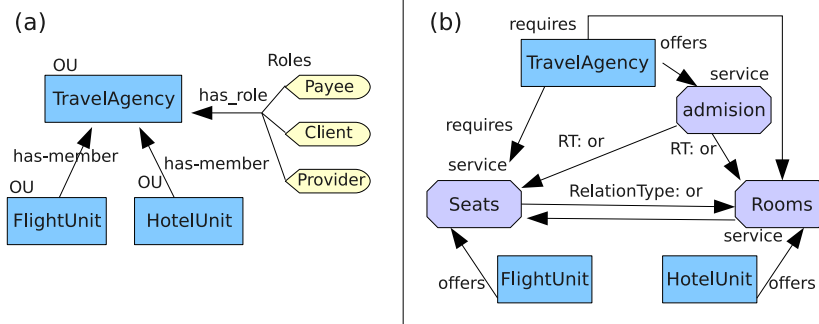 (a)
OU
TravelAgency
Roles
Payee
has_role
Client
Provider
has-member
has-member
OU
FlightUnit
OU
HotelUnit
(b)
requires
offers
TravelAgency
service
admision
requires
RT: or
RT: or
service
Seats
RelationType: or
Rooms
service
FlightUnit
HotelUnit
offers
offers